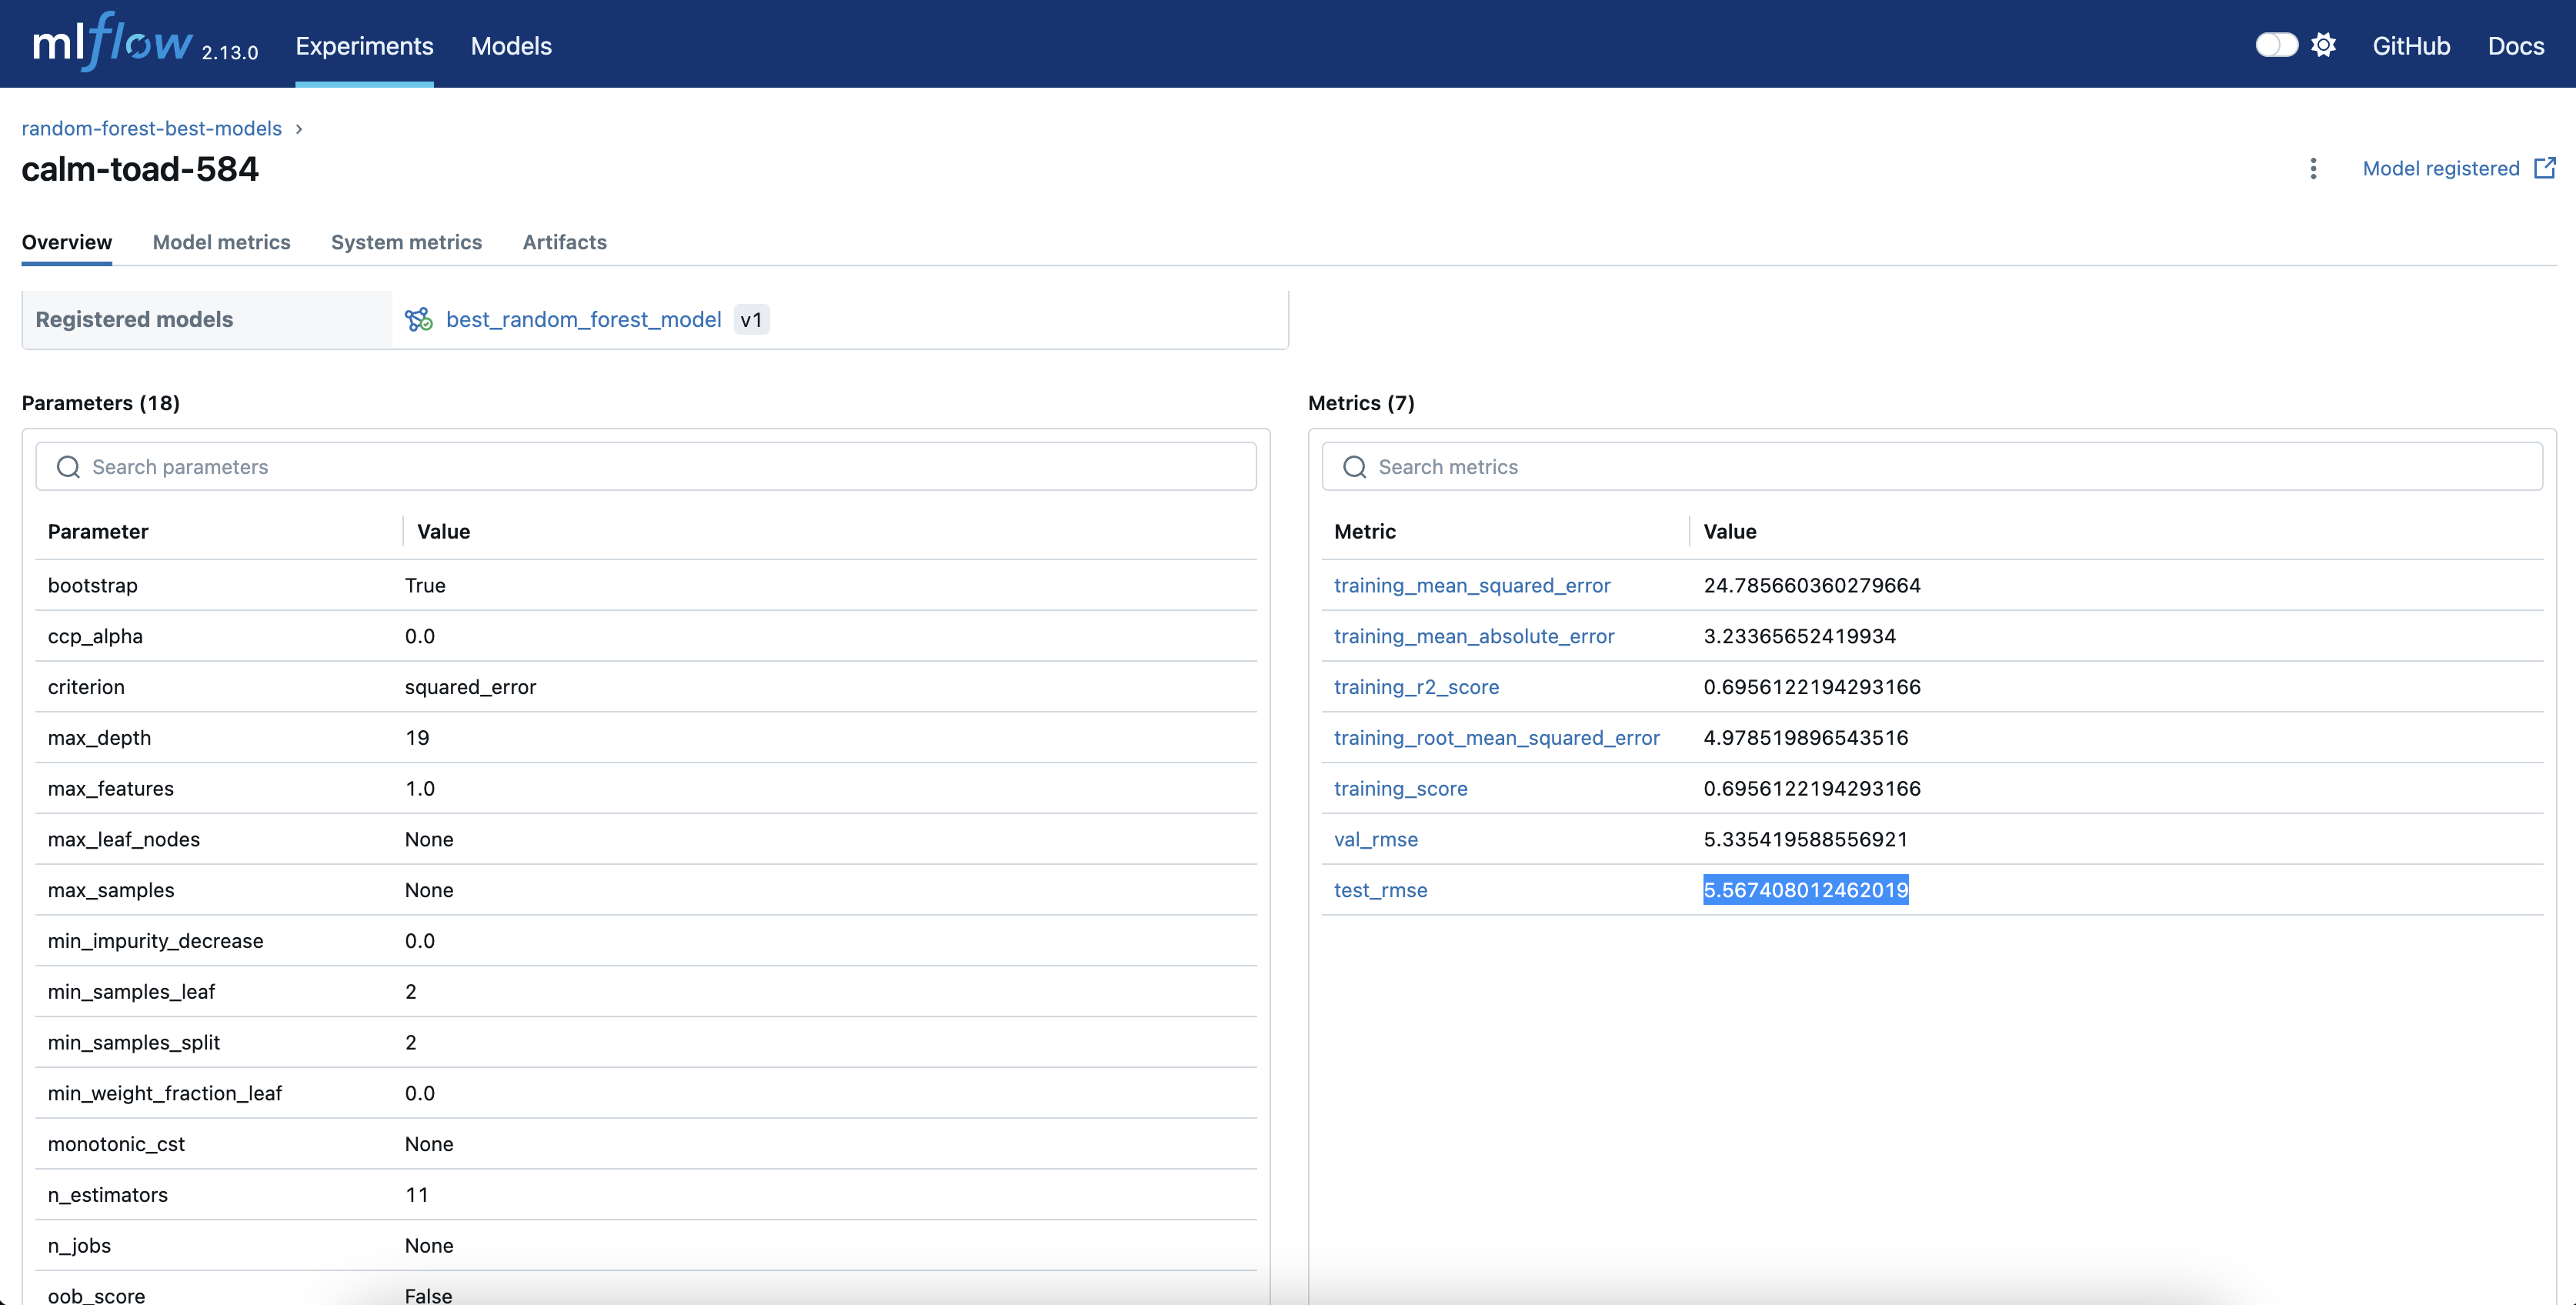 mlflow 2.13.0 Experiments Models GitHub Docs
random-forest-best-models
calm-toad-584
Model registered
Overview Model metrics System metrics Artifacts
Registered models best_random_forest_model v1
Parameters (18) Metrics (7)
Search parameters Search metrics
Parameter Value Metric Value
bootstrap True training_mean_squared_error 24.785660360279664
ccp_alpha 0.0 training_mean_absolute_error 3.23365652419934
criterion squared_error training_r2_score 0.6956122194293166
max_depth 19 training_root_mean_squared_error 4.978519896543516
max_features 1.0 training_score 0.6956122194293166
max_leaf_nodes None val_rmse 5.335419588556921
max_samples None test_rmse 5.567408012462019
min_impurity_decrease 0.0
min_samples_leaf 2
min_samples_split 2
min_weight_fraction_leaf 0.0
monotonic_cst None
n_estimators 11
n_jobs None
oob_score False